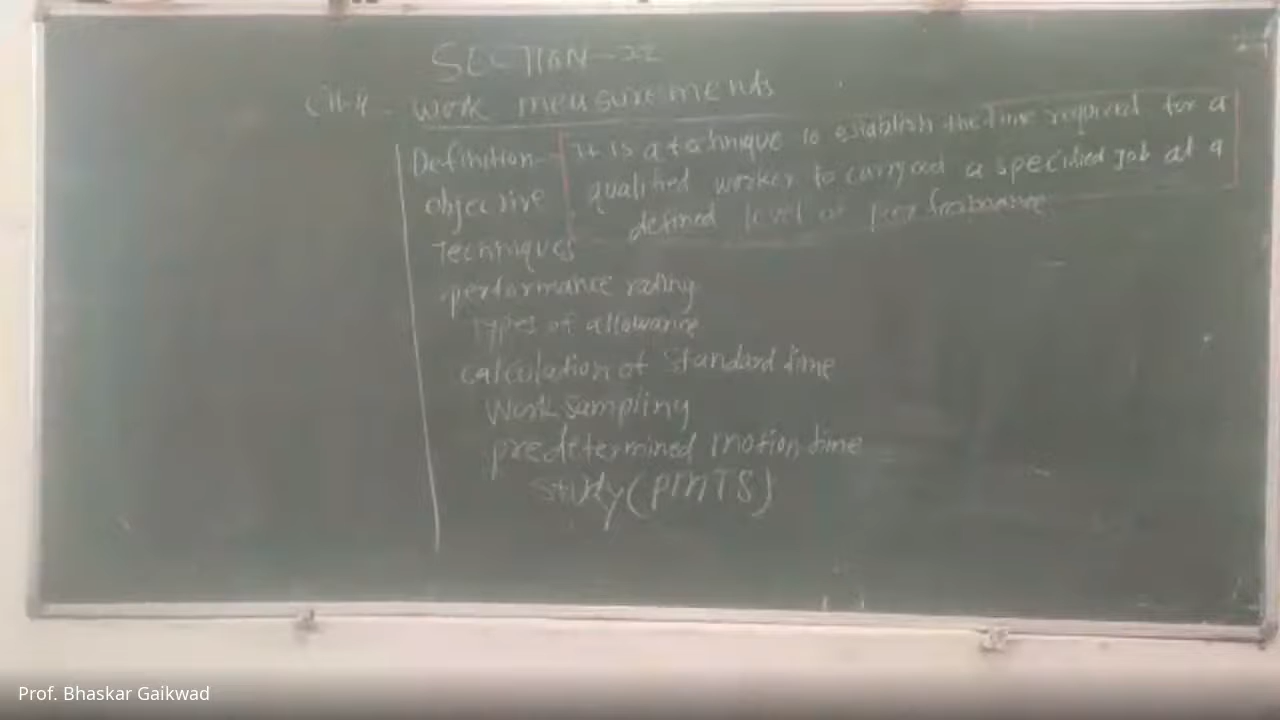 SECTION-II
CH-4. work measurements
Definition- It is a technique to establish the time required for a
qualified worker to carryout a specified job at a
defined level of performance
objective
Techniques
performance rating
Types of allowance
calculation of standard time
Work sampling
predetermined motion time
study(PMTS)
Prof. Bhaskar Gaikwad